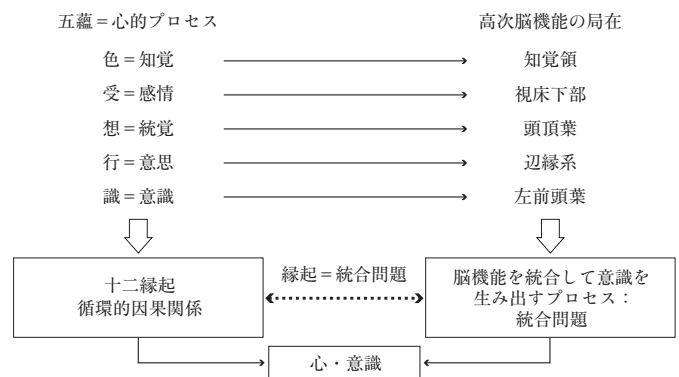 五蘊＝心的プロセス
高次脳機能の局在
色＝知覚
知覚領
受＝感情
視床下部
想＝統覚
頭頂葉
行＝意思
辺縁系
識＝意識
左前頭葉
十二縁起
循環的因果関係
縁起＝統合問題
脳機能を統合して意識を
生み出すプロセス：
統合問題
心・意識